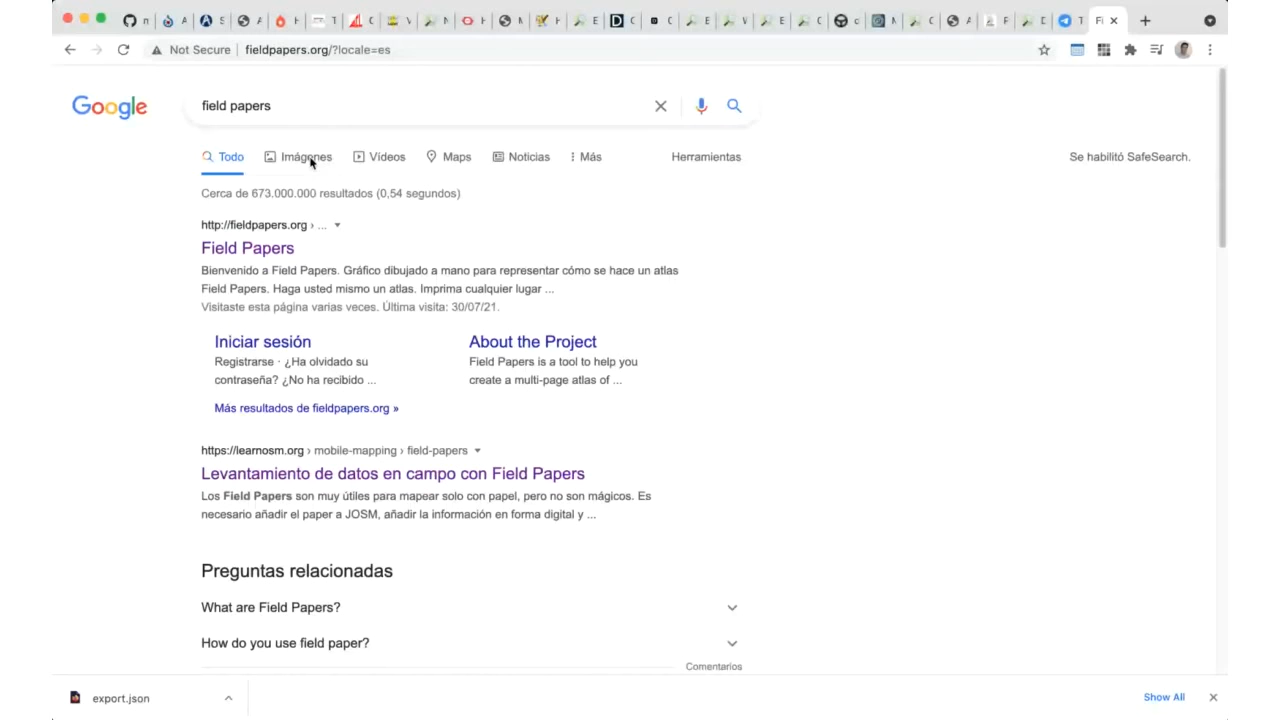 Not Secure | fieldpapers.org/?locale=es
Google
field papers
Todo Imágenes Vídeos Maps Noticias Más Herramientas Se habilitó SafeSearch.
Cerca de 673.000.000 resultados (0,54 segundos)
http://fieldpapers.org › ...
Field Papers
Bienvenido a Field Papers. Gráfico dibujado a mano para representar cómo se hace un atlas
Field Papers. Haga usted mismo un atlas. Imprima cualquier lugar ...
Visitaste esta página varias veces. Última visita: 30/07/21.
Iniciar sesión
Registrarse · ¿Ha olvidado su
contraseña? ¿No ha recibido ...
About the Project
Field Papers is a tool to help you
create a multi-page atlas of ...
Más resultados de fieldpapers.org »
https://learnosm.org › mobile-mapping › field-papers
Levantamiento de datos en campo con Field Papers
Los Field Papers son muy útiles para mapear solo con papel, pero no son mágicos. Es
necesario añadir el paper a JOSM, añadir la información en forma digital y ...
Preguntas relacionadas
What are Field Papers?
How do you use field paper?
Comentarios
export.json
Show All